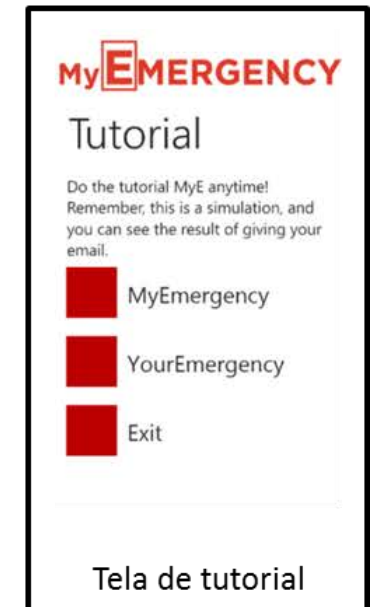 MyEMERGENCY
Tutorial
Do the tutorial MyE anytime!
Remember, this is a simulation, and
you can see the result of giving your
email.
MyEmergency
YourEmergency
Exit
Tela de tutorial